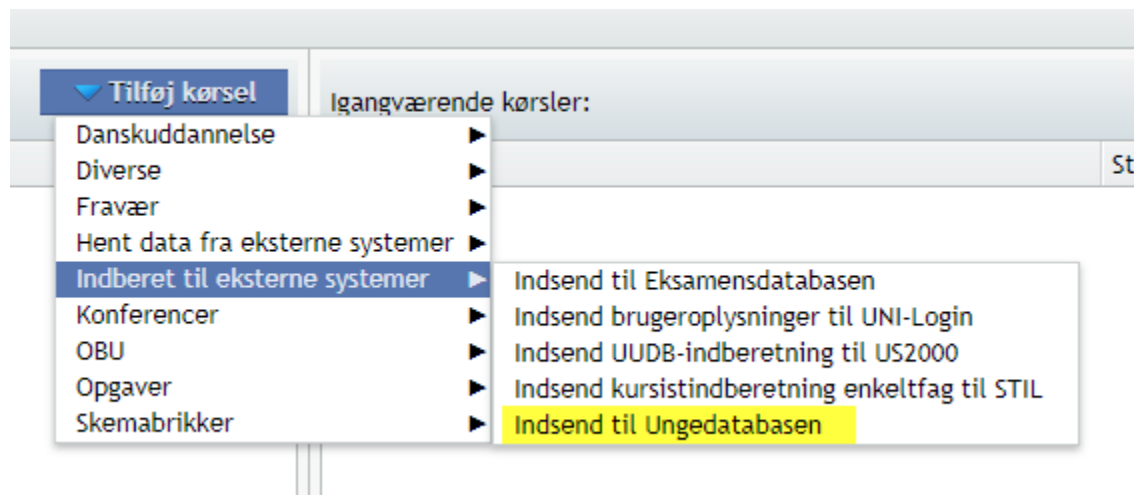 Tilføj kørsel
Igangværende kørsler:
St
Danskuddannelse
Diverse
Fravær
Hent data fra eksterne systemer
Indberet til eksterne systemer
Konferencer
OBU
Opgaver
Skemabrikker
Indsend til Eksamensdatabasen
Indsend brugeroplysninger til UNI-Login
Indsend UUDB-indberetning til US2000
Indsend kursistindberetning enkeltfag til STIL
Indsend til Ungedatabasen